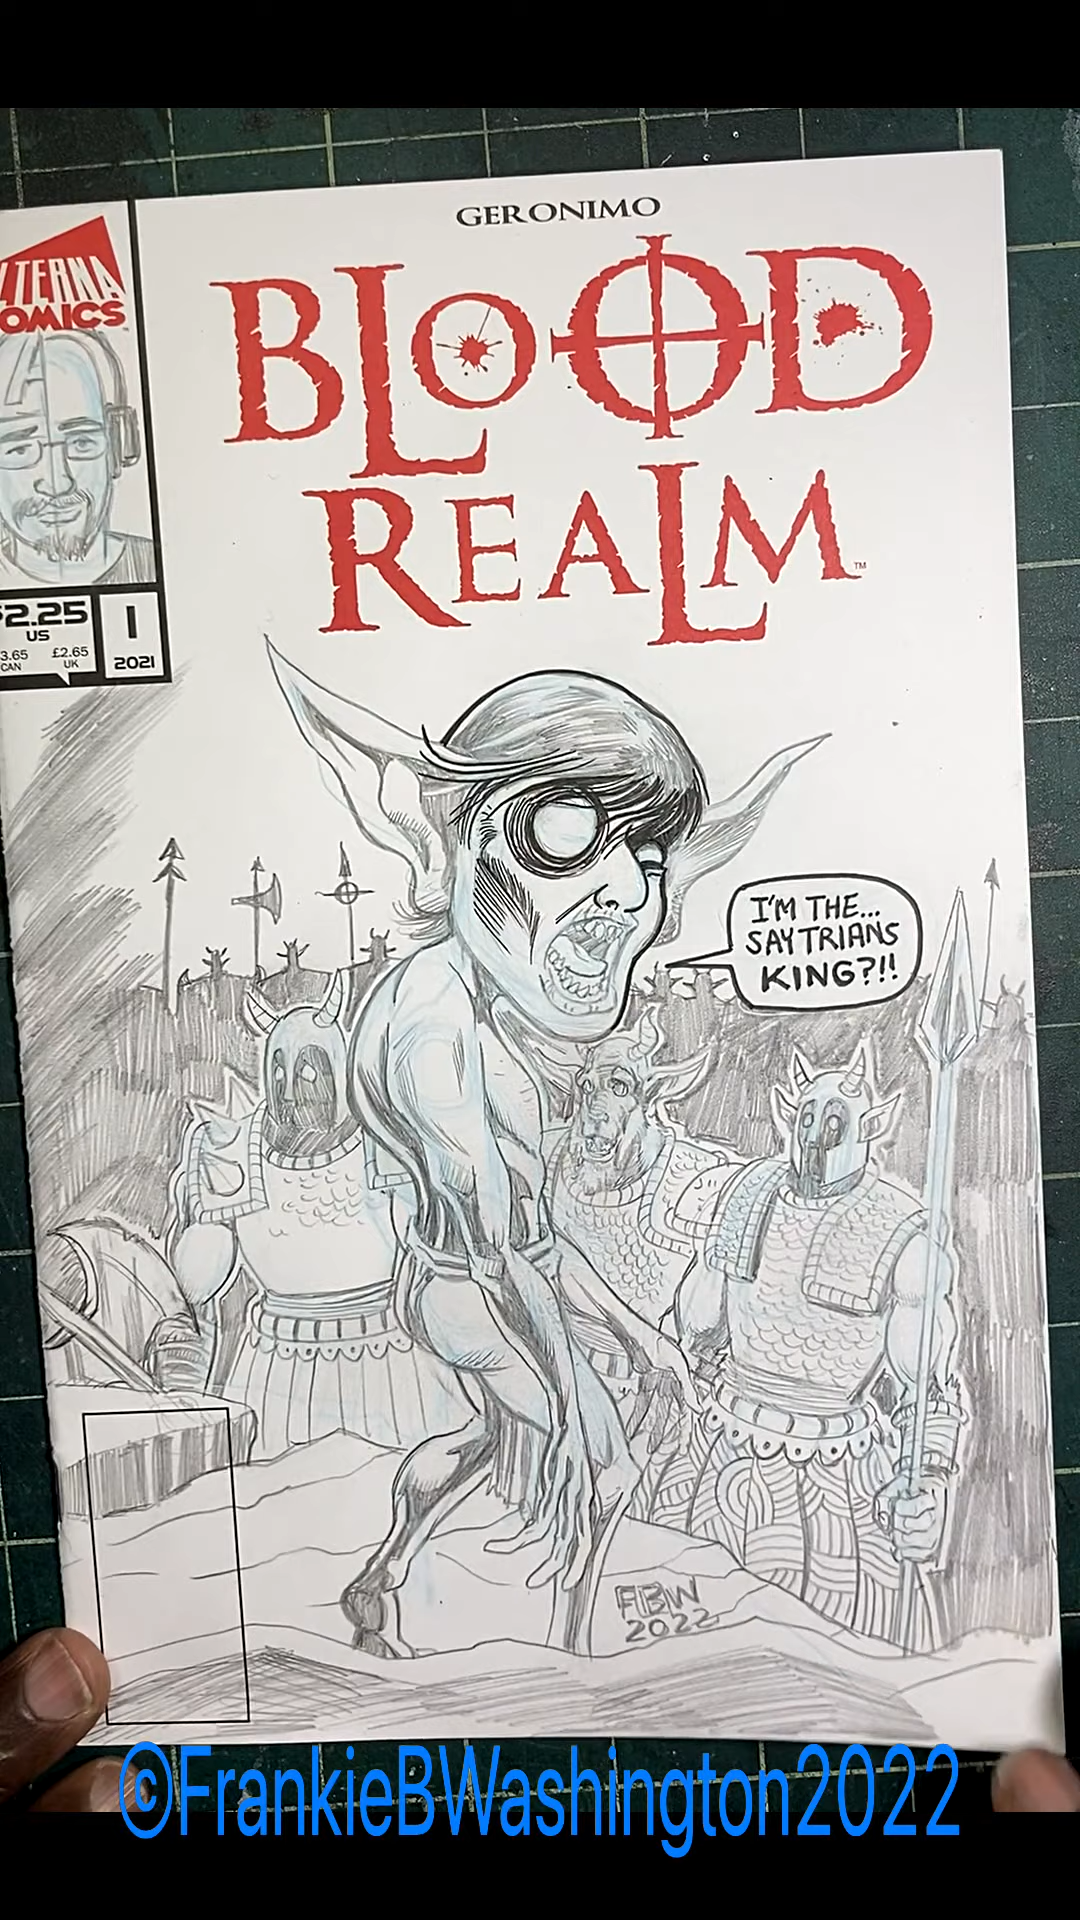 GERONIMO
BLOOD
REALM
™
LTERNA
OMICS
2.25
US
3.65
CAN
£2.65
UK
1
2021
I'M THE...
SAYTRIANS
KING?!!
FBW
2022
©FrankieBWashington2022